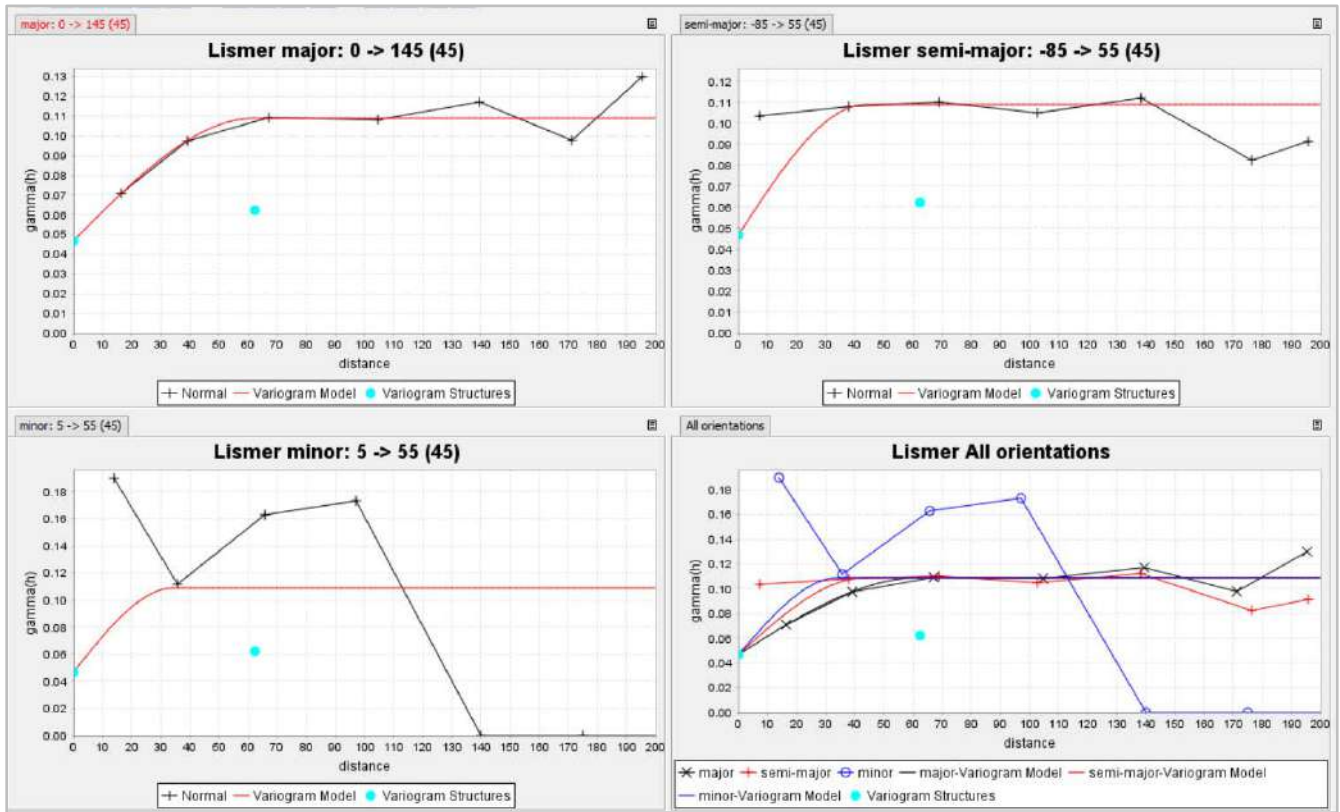 major: 0 -> 145 (45)
Lismer major: 0 -> 145 (45)
gamma(h)
0.13
0.12
0.11
0.10
0.09
0.08
0.07
0.06
0.05
0.04
0.03
0.02
0.01
0.00
0 10 20 30 40 50 60 70 80 90 100 110 120 130 140 150 160 170 180 190 200
distance
Normal Variogram Model Variogram Structures
semi-major: -85 -> 55 (45)
Lismer semi-major: -85 -> 55 (45)
gamma(h)
0.12
0.11
0.10
0.09
0.08
0.07
0.06
0.05
0.04
0.03
0.02
0.01
0.00
0 10 20 30 40 50 60 70 80 90 100 110 120 130 140 150 160 170 180 190 200
distance
Normal Variogram Model Variogram Structures
minor: 5 -> 55 (45)
Lismer minor: 5 -> 55 (45)
gamma(h)
0.18
0.16
0.14
0.12
0.10
0.08
0.06
0.04
0.02
0.00
0 10 20 30 40 50 60 70 80 90 100 110 120 130 140 150 160 170 180 190 200
distance
Normal Variogram Model Variogram Structures
All orientations
Lismer All orientations
gamma(h)
0.18
0.16
0.14
0.12
0.10
0.08
0.06
0.04
0.02
0.00
0 10 20 30 40 50 60 70 80 90 100 110 120 130 140 150 160 170 180 190 200
distance
major semi-major minor major-Variogram Model semi-major-Variogram Model
minor-Variogram Model Variogram Structures